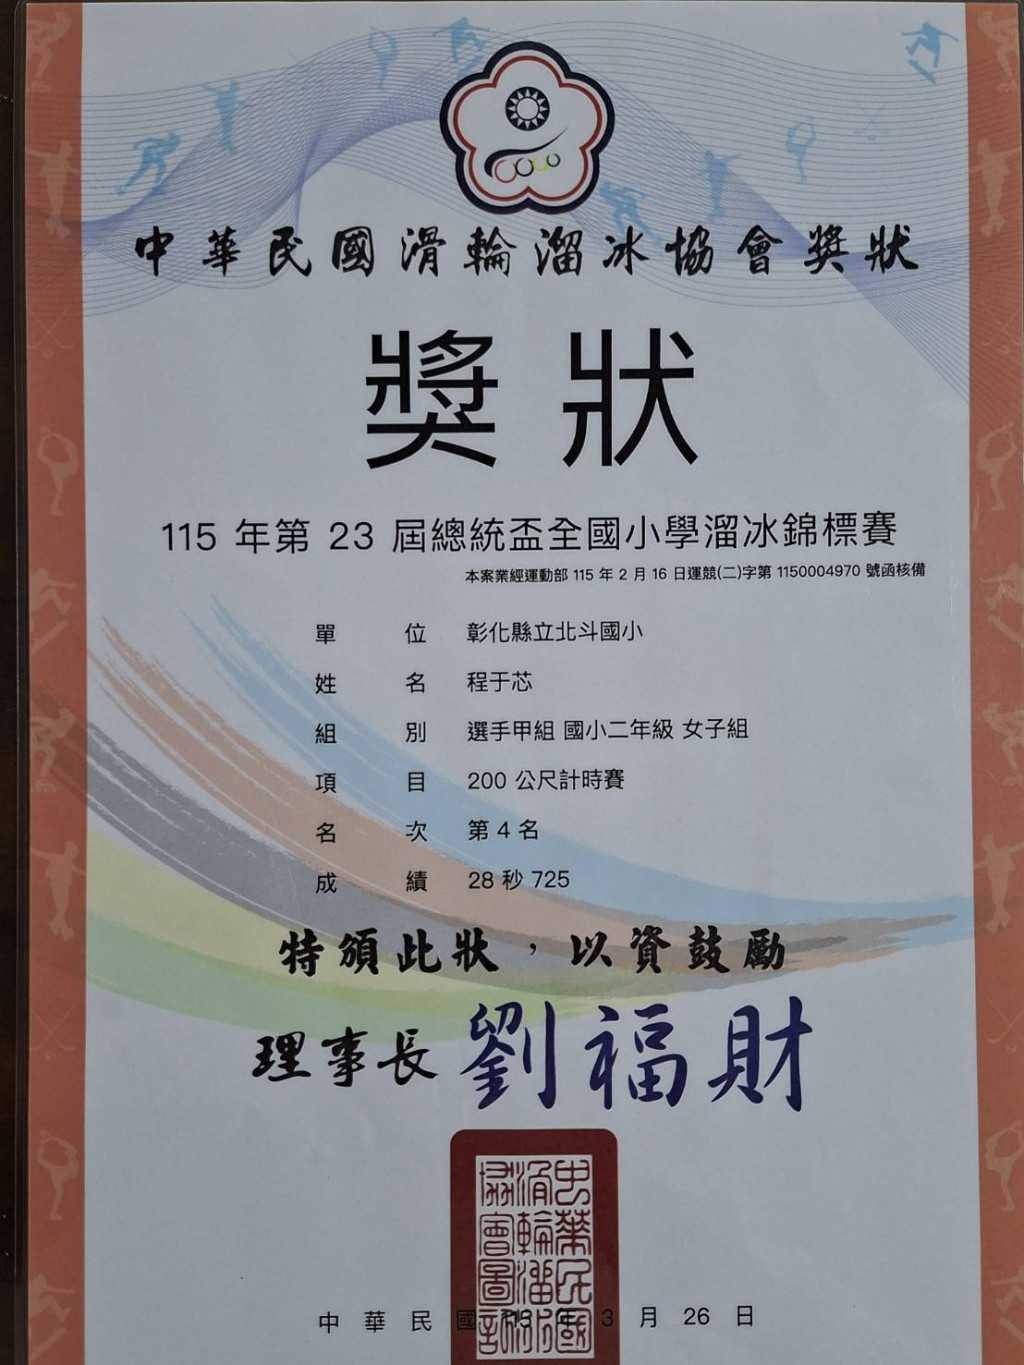 中華民國滑輪溜冰協會獎狀
獎狀
115 年第 23 屆總統盃全國小學溜冰錦標賽
本案業經運動部 115 年 2 月 16 日運競(二)字第 1150004970 號函核備
單位 彰化縣立北斗國小
姓名 程于芯
組別 選手甲組 國小二年級 女子組
項目 200 公尺計時賽
名次 第 4 名
成績 28 秒 725
特頒此狀，以資鼓勵
理事長 劉福財
中華民國滑輪溜冰協會圖記
中華民國 年 3 月 26 日